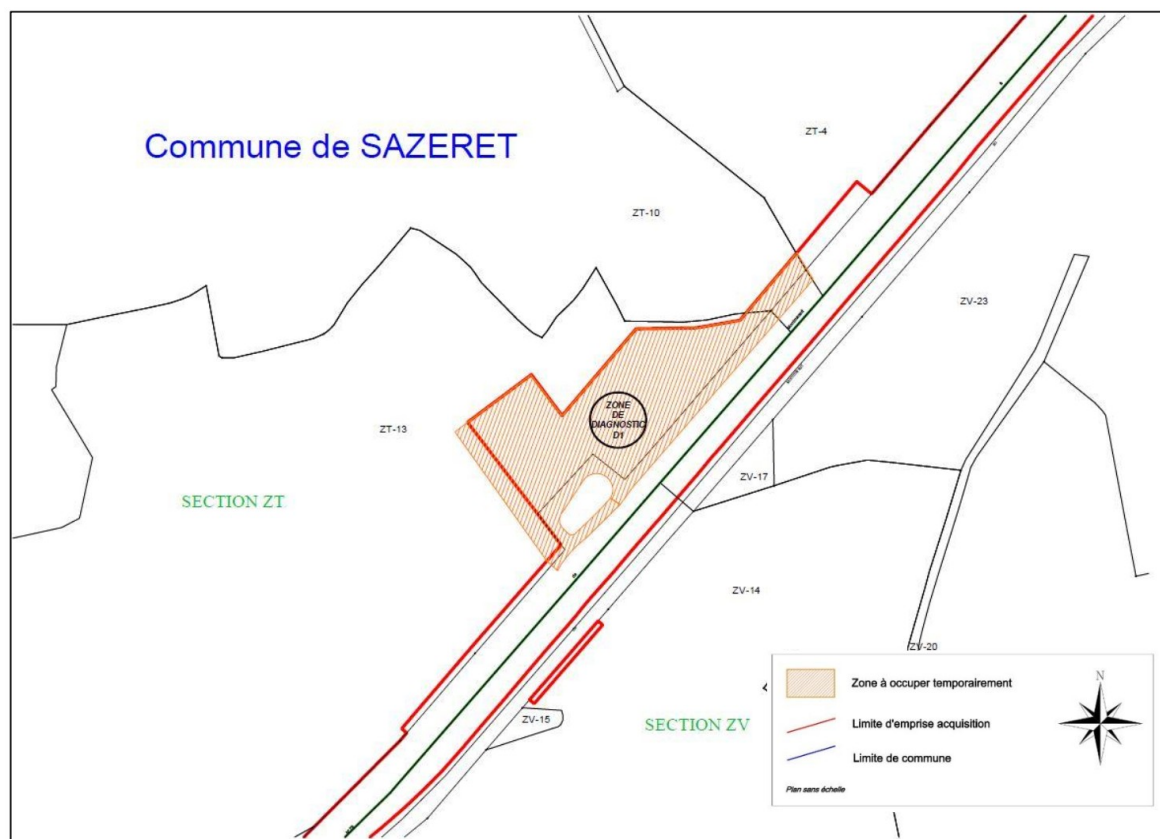 ZT-4
Commune de SAZERET
ZT-10
ZV-23
ZONE
DE
DIAGNOSTIC
D1
ZT-13
ZV-17
SECTION ZT
ZV-14
ZV-20
Zone à occuper temporairement
N
ZV-15
SECTION ZV
Limite d'emprise acquisition
Limite de commune
Plan sans échelle